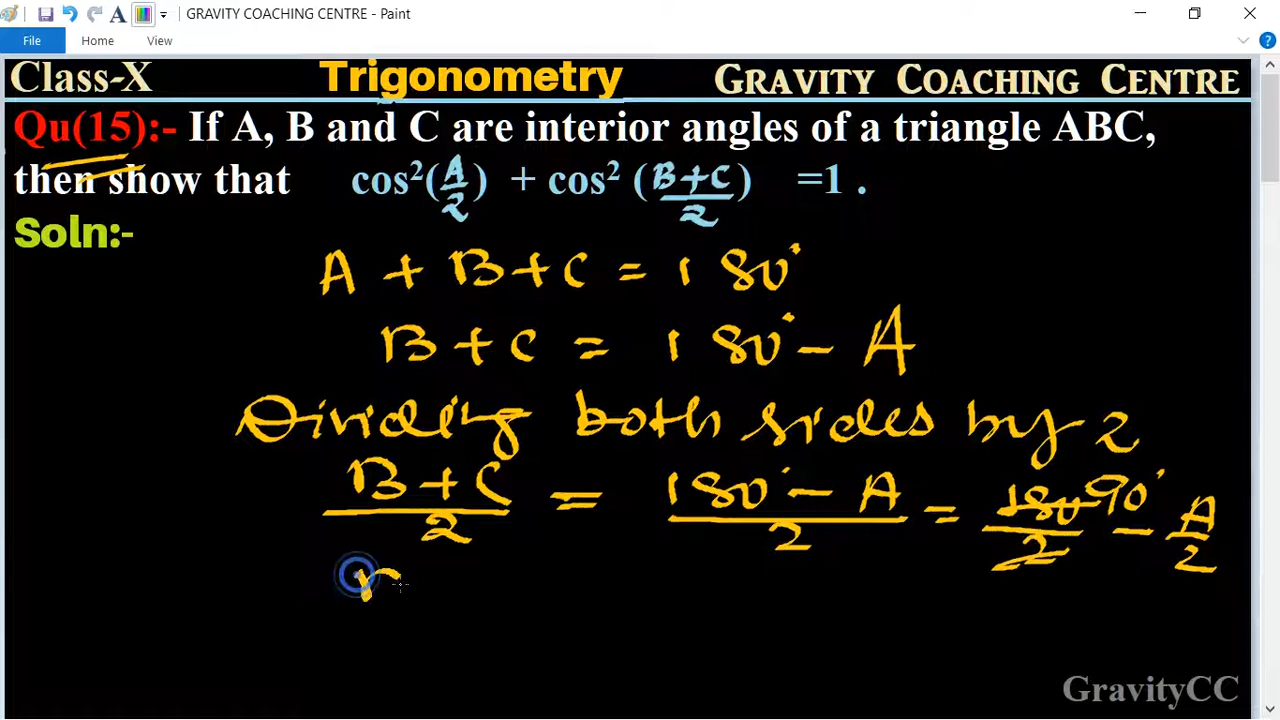 GRAVITY COACHING CENTRE - Paint
File Home View
Class-X Trigonometry GRAVITY COACHING CENTRE
Qu(15):- If A, B and C are interior angles of a triangle ABC,
then show that cos²(A/2) + cos² (B+C/2) =1 .
Soln:-
A + B + C = 180°
B + C = 180° - A
Dividing both sides by 2
B + C/2 = 180° - A/2 = 180/2 90° - A/2
GravityCC